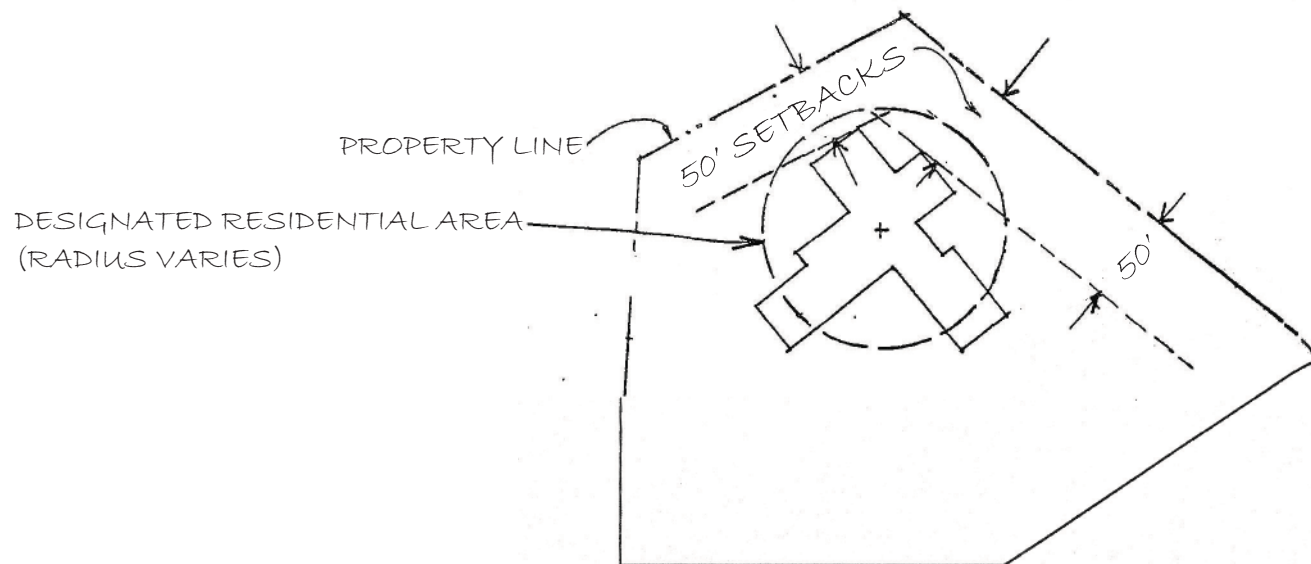 50' SETBACKS
PROPERTY LINE
DESIGNATED RESIDENTIAL AREA
(RADIUS VARIES)
50'